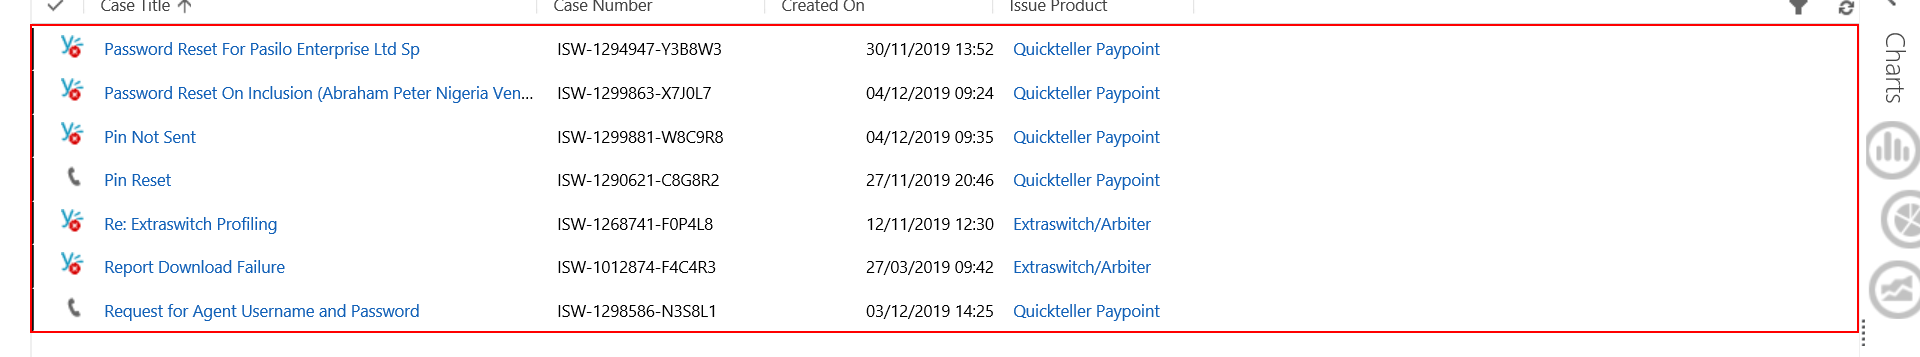 Case Title Case Number Created On Issue Product
Password Reset For Pasilo Enterprise Ltd Sp ISW-1294947-Y3B8W3 30/11/2019 13:52 Quickteller Paypoint
Password Reset On Inclusion (Abraham Peter Nigeria Ven... ISW-1299863-X7J0L7 04/12/2019 09:24 Quickteller Paypoint
Pin Not Sent ISW-1299881-W8C9R8 04/12/2019 09:35 Quickteller Paypoint
Pin Reset ISW-1290621-C8G8R2 27/11/2019 20:46 Quickteller Paypoint
Re: Extraswitch Profiling ISW-1268741-F0P4L8 12/11/2019 12:30 Extraswitch/Arbiter
Report Download Failure ISW-1012874-F4C4R3 27/03/2019 09:42 Extraswitch/Arbiter
Request for Agent Username and Password ISW-1298586-N3S8L1 03/12/2019 14:25 Quickteller Paypoint
Charts